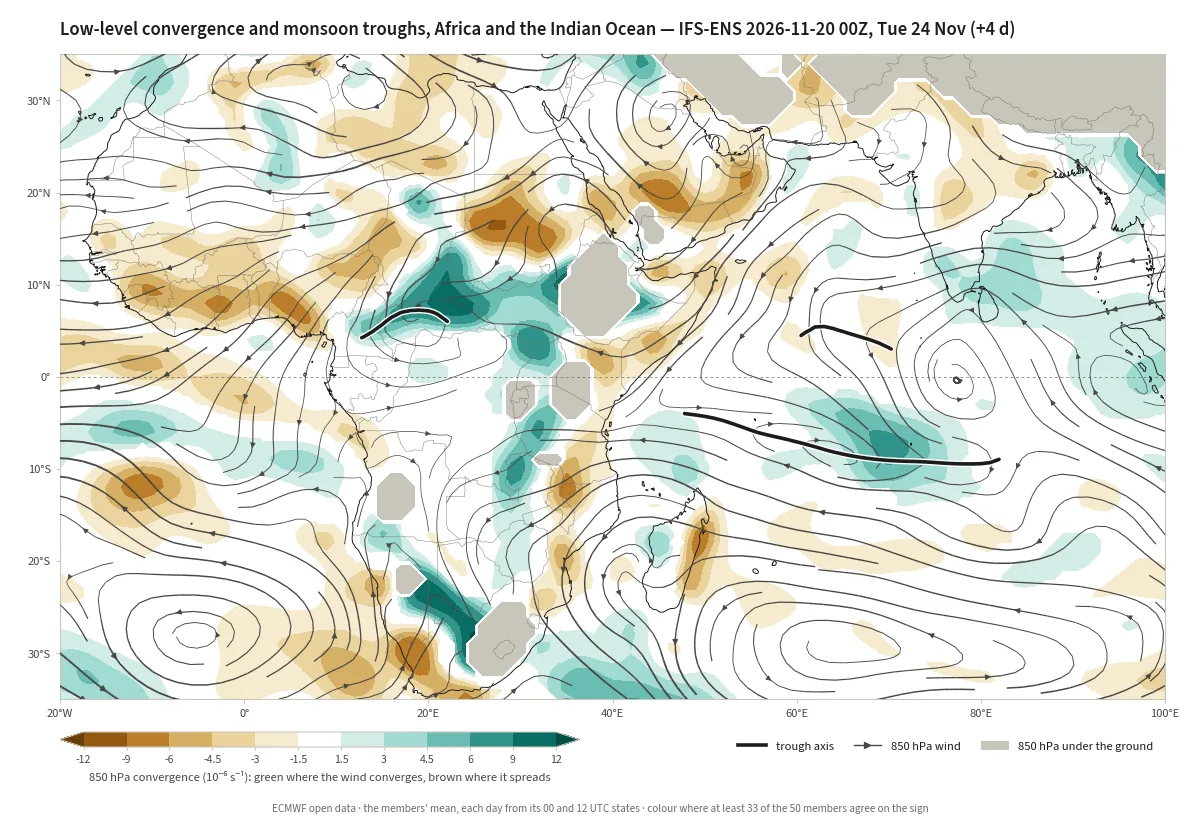 Low-level convergence and monsoon troughs, Africa and the Indian Ocean — IFS-ENS 2026-11-20 00Z, Tue 24 Nov (+4 d)
30°N
20°N
10°N
0°
10°S
20°S
30°S
20°W 0° 20°E 40°E 60°E 80°E 100°E
-12 -9 -6 -4.5 -3 -1.5 1.5 3 4.5 6 9 12
850 hPa convergence (10⁻⁶ s⁻¹): green where the wind converges, brown where it spreads
trough axis 850 hPa wind 850 hPa under the ground
ECMWF open data · the members' mean, each day from its 00 and 12 UTC states · colour where at least 33 of the 50 members agree on the sign